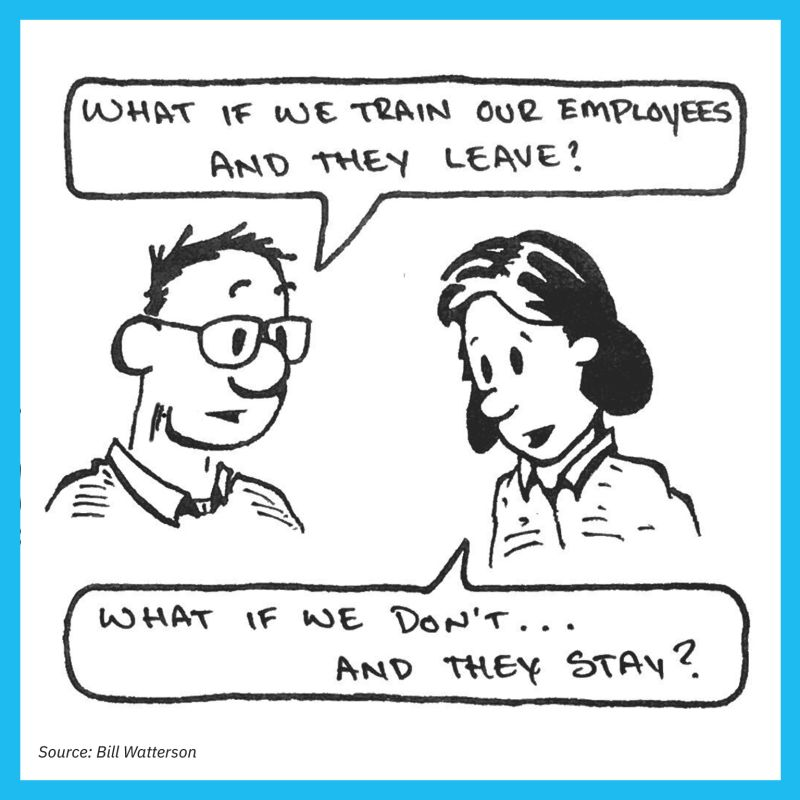 WHAT IF WE TRAIN OUR EMPLOYEES
AND THEY LEAVE?
WHAT IF WE DON'T...
AND THEY STAY?
Source: Bill Watterson